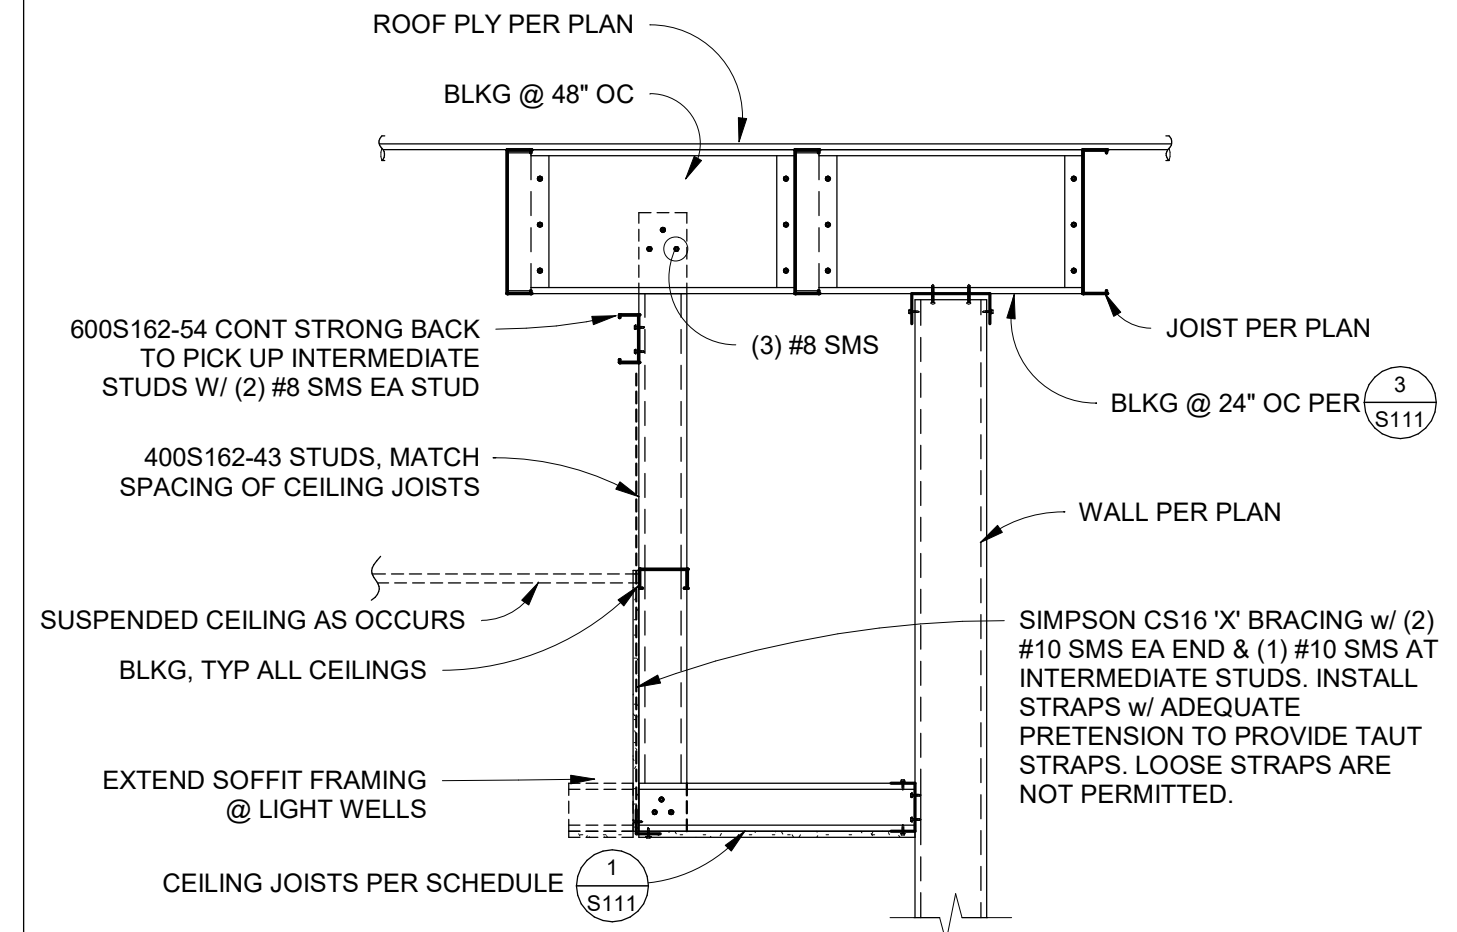 ROOF PLY PER PLAN
BLKG @ 48" OC
600S162-54 CONT STRONG BACK
TO PICK UP INTERMEDIATE
STUDS W/ (2) #8 SMS EA STUD
(3) #8 SMS
JOIST PER PLAN
BLKG @ 24" OC PER
3
S111
400S162-43 STUDS, MATCH
SPACING OF CEILING JOISTS
WALL PER PLAN
SUSPENDED CEILING AS OCCURS
BLKG, TYP ALL CEILINGS
SIMPSON CS16 'X' BRACING w/ (2)
#10 SMS EA END & (1) #10 SMS AT
INTERMEDIATE STUDS. INSTALL
STRAPS w/ ADEQUATE
PRETENSION TO PROVIDE TAUT
STRAPS. LOOSE STRAPS ARE
NOT PERMITTED.
EXTEND SOFFIT FRAMING
@ LIGHT WELLS
CEILING JOISTS PER SCHEDULE
1
S111